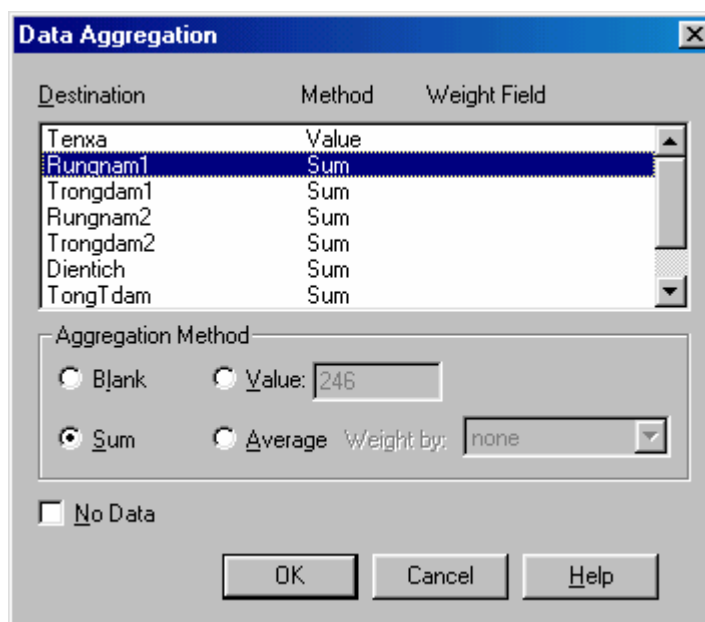 Data Aggregation
Destination Method Weight Field
Tenxa Value
Rungnam1 Sum
Trongdam1 Sum
Rungnam2 Sum
Trongdam2 Sum
Dientich Sum
TongTdam Sum
Aggregation Method
Blank Value: 246
Sum Average Weight by: none
No Data
OK Cancel Help